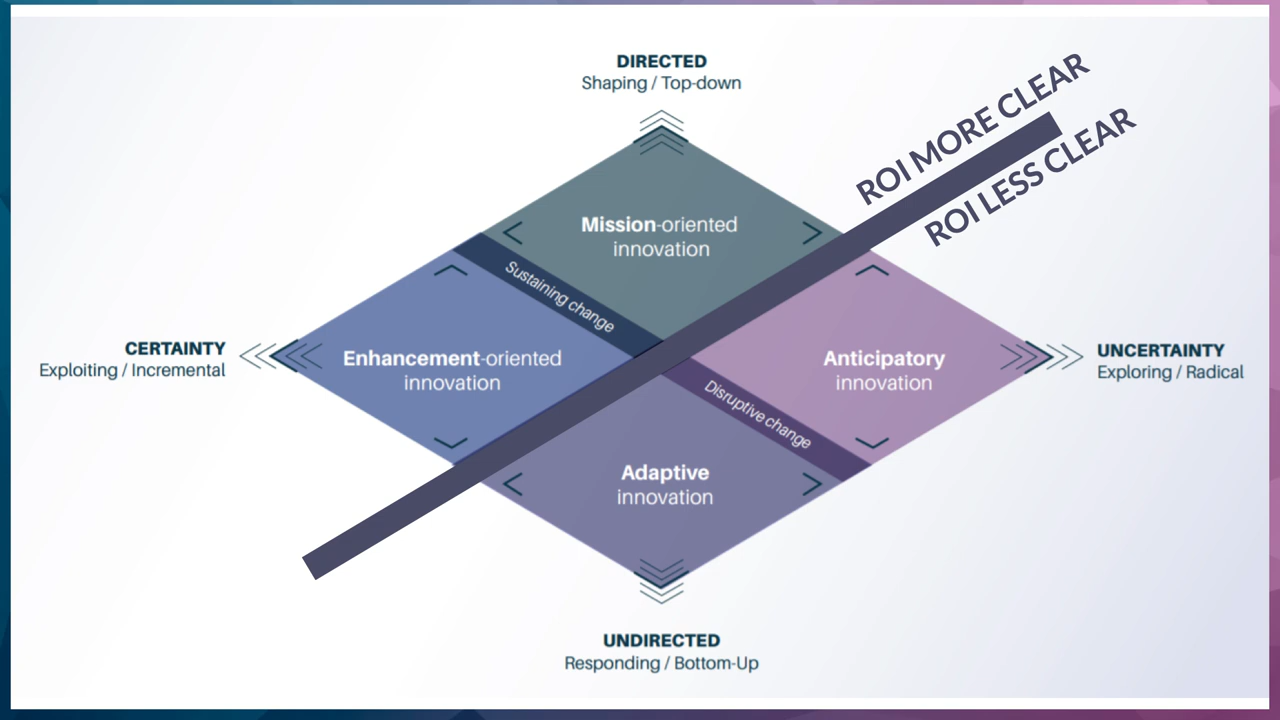 DIRECTED
Shaping / Top-down
ROI MORE CLEAR
ROI LESS CLEAR
Mission-oriented
innovation
Sustaining change
CERTAINTY
Exploiting / Incremental
Enhancement-oriented
innovation
Anticipatory
innovation
UNCERTAINTY
Exploring / Radical
Disruptive change
Adaptive
innovation
UNDIRECTED
Responding / Bottom-Up